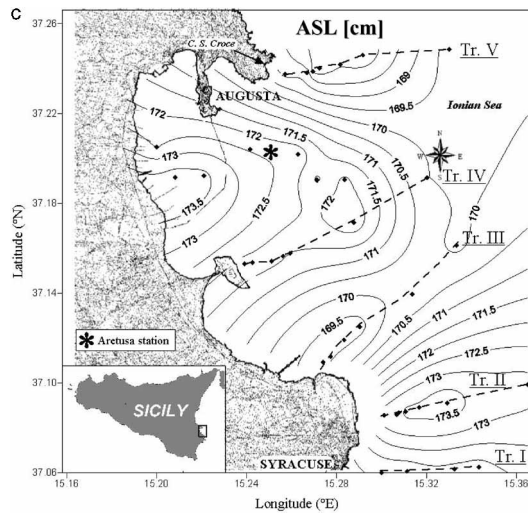 C
ASL [cm]
37.26
37.22
37.18
37.14
37.10
37.06
Latitude (°N)
C. S. Croce
AUGUSTA
Tr. V
Ionian Sea
N
W
E
S
Tr. IV
Tr. III
Tr. II
Tr. I
169
169.5
170
170.5
171
171.5
172
172
173
173.5
173
172.5
172
171.5
171
170
169.5
170.5
170
171
171.5
172
172.5
173
173.5
173
Aretusa station
SICILY
SYRACUSE
15.16
15.20
15.24
15.28
15.32
15.36
Longitude (°E)